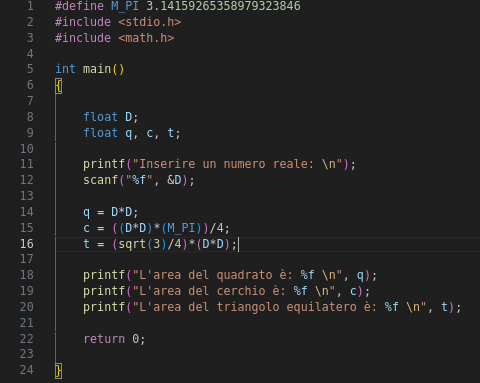 1 #define M_PI 3.14159265358979323846
2 #include <stdio.h>
3 #include <math.h>
4
5 int main()
6 {
7
8     float D;
9     float q, c, t;
10
11     printf("Inserire un numero reale: \n");
12     scanf("%f", &D);
13
14     q = D*D;
15     c = ((D*D)*(M_PI))/4;
16     t = (sqrt(3)/4)*(D*D);
17
18     printf("L'area del quadrato è: %f \n", q);
19     printf("L'area del cerchio è: %f \n", c);
20     printf("L'area del triangolo equilatero è: %f \n", t);
21
22     return 0;
23
24 }